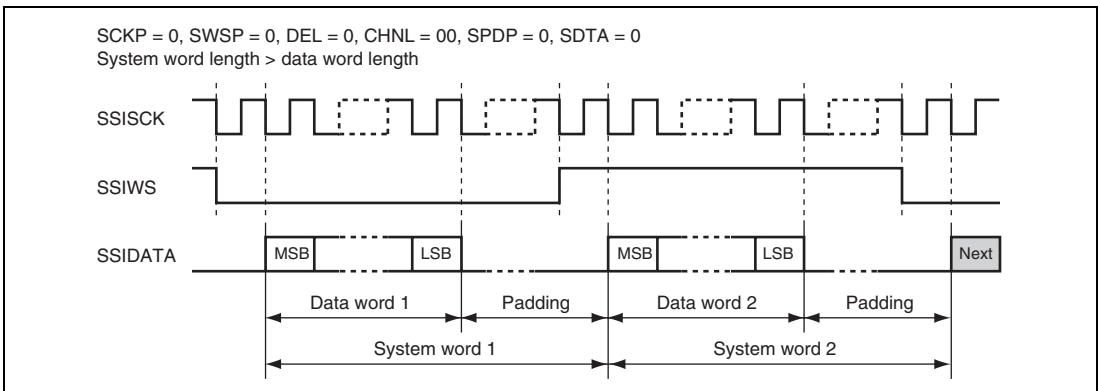 SCKP = 0, SWSP = 0, DEL = 0, CHNL = 00, SPDP = 0, SDTA = 0
System word length > data word length
SSISCK
SSIWS
SSIDATA MSB LSB MSB LSB Next
Data word 1 Padding Data word 2 Padding
System word 1 System word 2